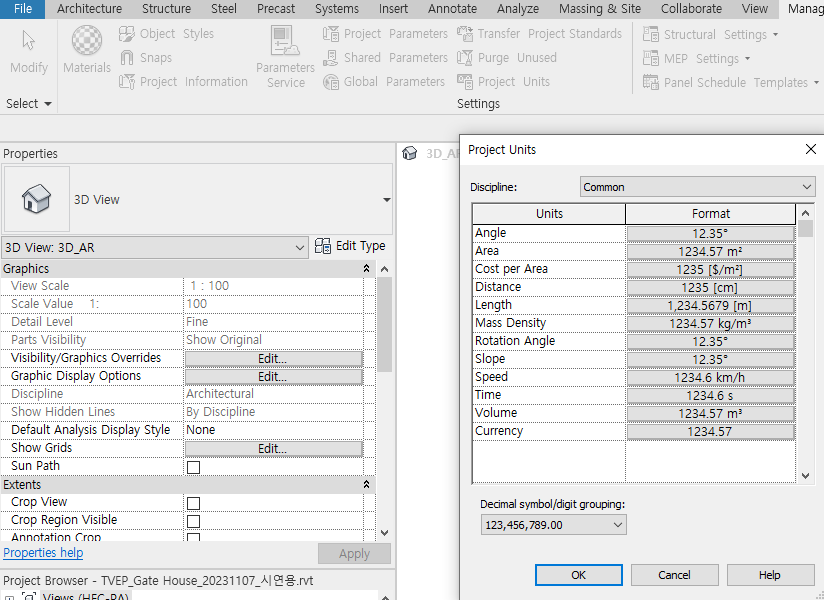 File Architecture Structure Steel Precast Systems Insert Annotate Analyze Massing & Site Collaborate View Manag
Modify
Materials
Object Styles
Snaps
Project Information
Parameters
Service
Project Parameters
Shared Parameters
Global Parameters
Transfer Project Standards
Purge Unused
Project Units
Structural Settings
MEP Settings
Panel Schedule Templates
Select
Settings
Properties
3D View
3D View: 3D_AR
Edit Type
Graphics
View Scale 1 : 100
Scale Value 1: 100
Detail Level Fine
Parts Visibility Show Original
Visibility/Graphics Overrides Edit...
Graphic Display Options Edit...
Discipline Architectural
Show Hidden Lines By Discipline
Default Analysis Display Style None
Show Grids Edit...
Sun Path
Extents
Crop View
Crop Region Visible
Annotation Crop
Properties help
Apply
Project Browser - TVEP_Gate House_20231107_시연용.rvt
Views (HEC-PA)
3D_AR
Project Units
Discipline: Common
Units Format
Angle 12.35°
Area 1234.57 m²
Cost per Area 1235 [$/m²]
Distance 1235 [cm]
Length 1,234.5679 [m]
Mass Density 1234.57 kg/m³
Rotation Angle 12.35°
Slope 12.35°
Speed 1234.6 km/h
Time 1234.6 s
Volume 1234.57 m³
Currency 1234.57
Decimal symbol/digit grouping:
123,456,789.00
OK Cancel Help